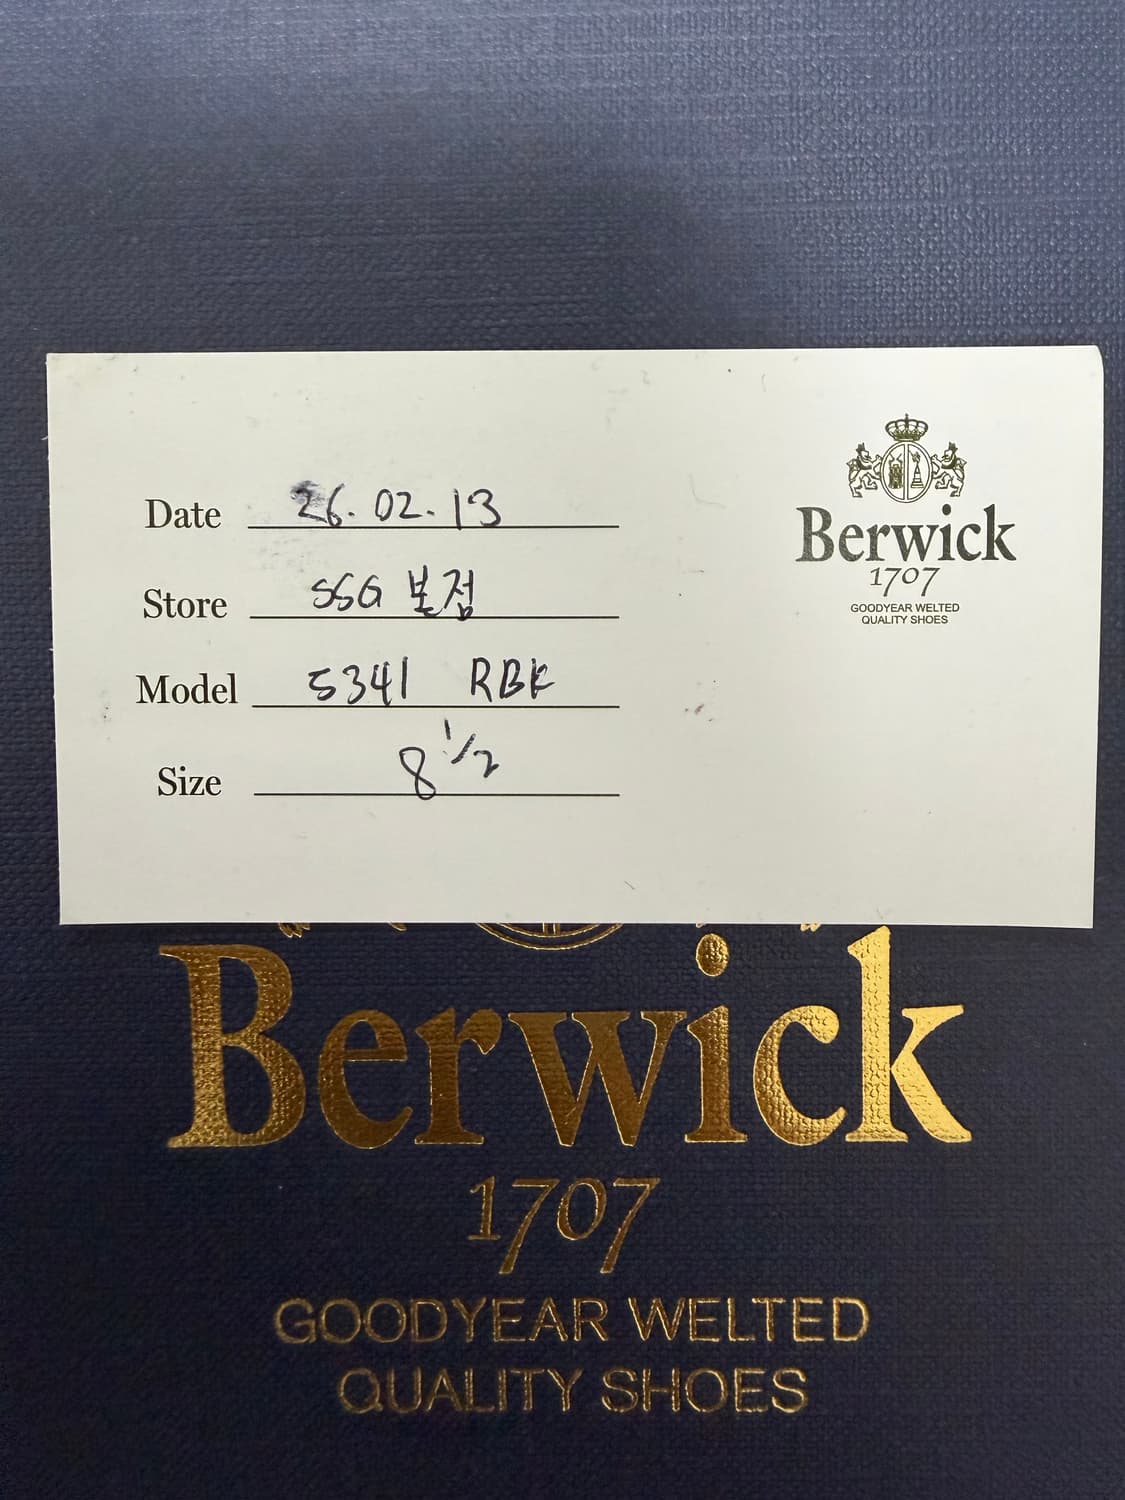 Date 26.02.13
Store SSG 본점
Model 5341 RBK
Size 8 1/2
Berwick
1707
GOODYEAR WELTED
QUALITY SHOES
Berwick
1707
GOODYEAR WELTED
QUALITY SHOES